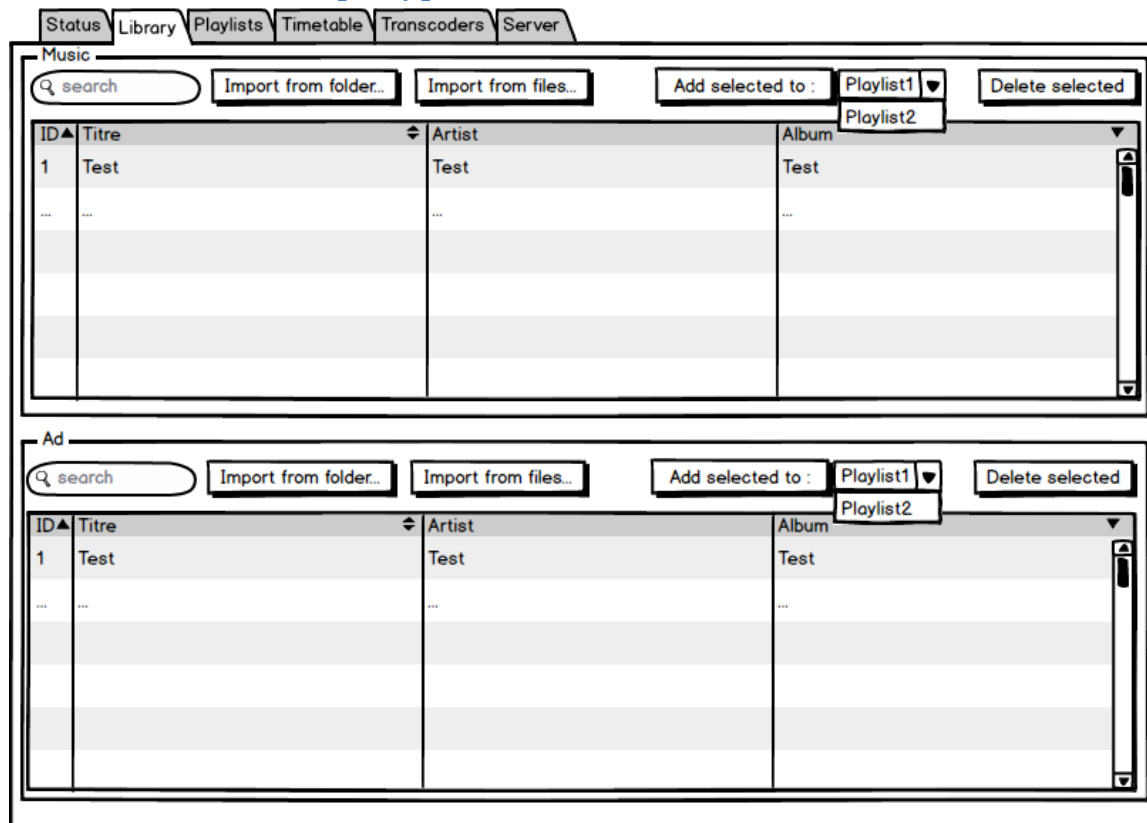 Status Library Playlists Timetable Transcoders Server
Music
search Import from folder... Import from files... Add selected to : Playlist1 Delete selected
Playlist2
ID Titre Artist Album
1 Test Test Test
... ... ... ...
Ad
search Import from folder... Import from files... Add selected to : Playlist1 Delete selected
Playlist2
ID Titre Artist Album
1 Test Test Test
... ... ... ...